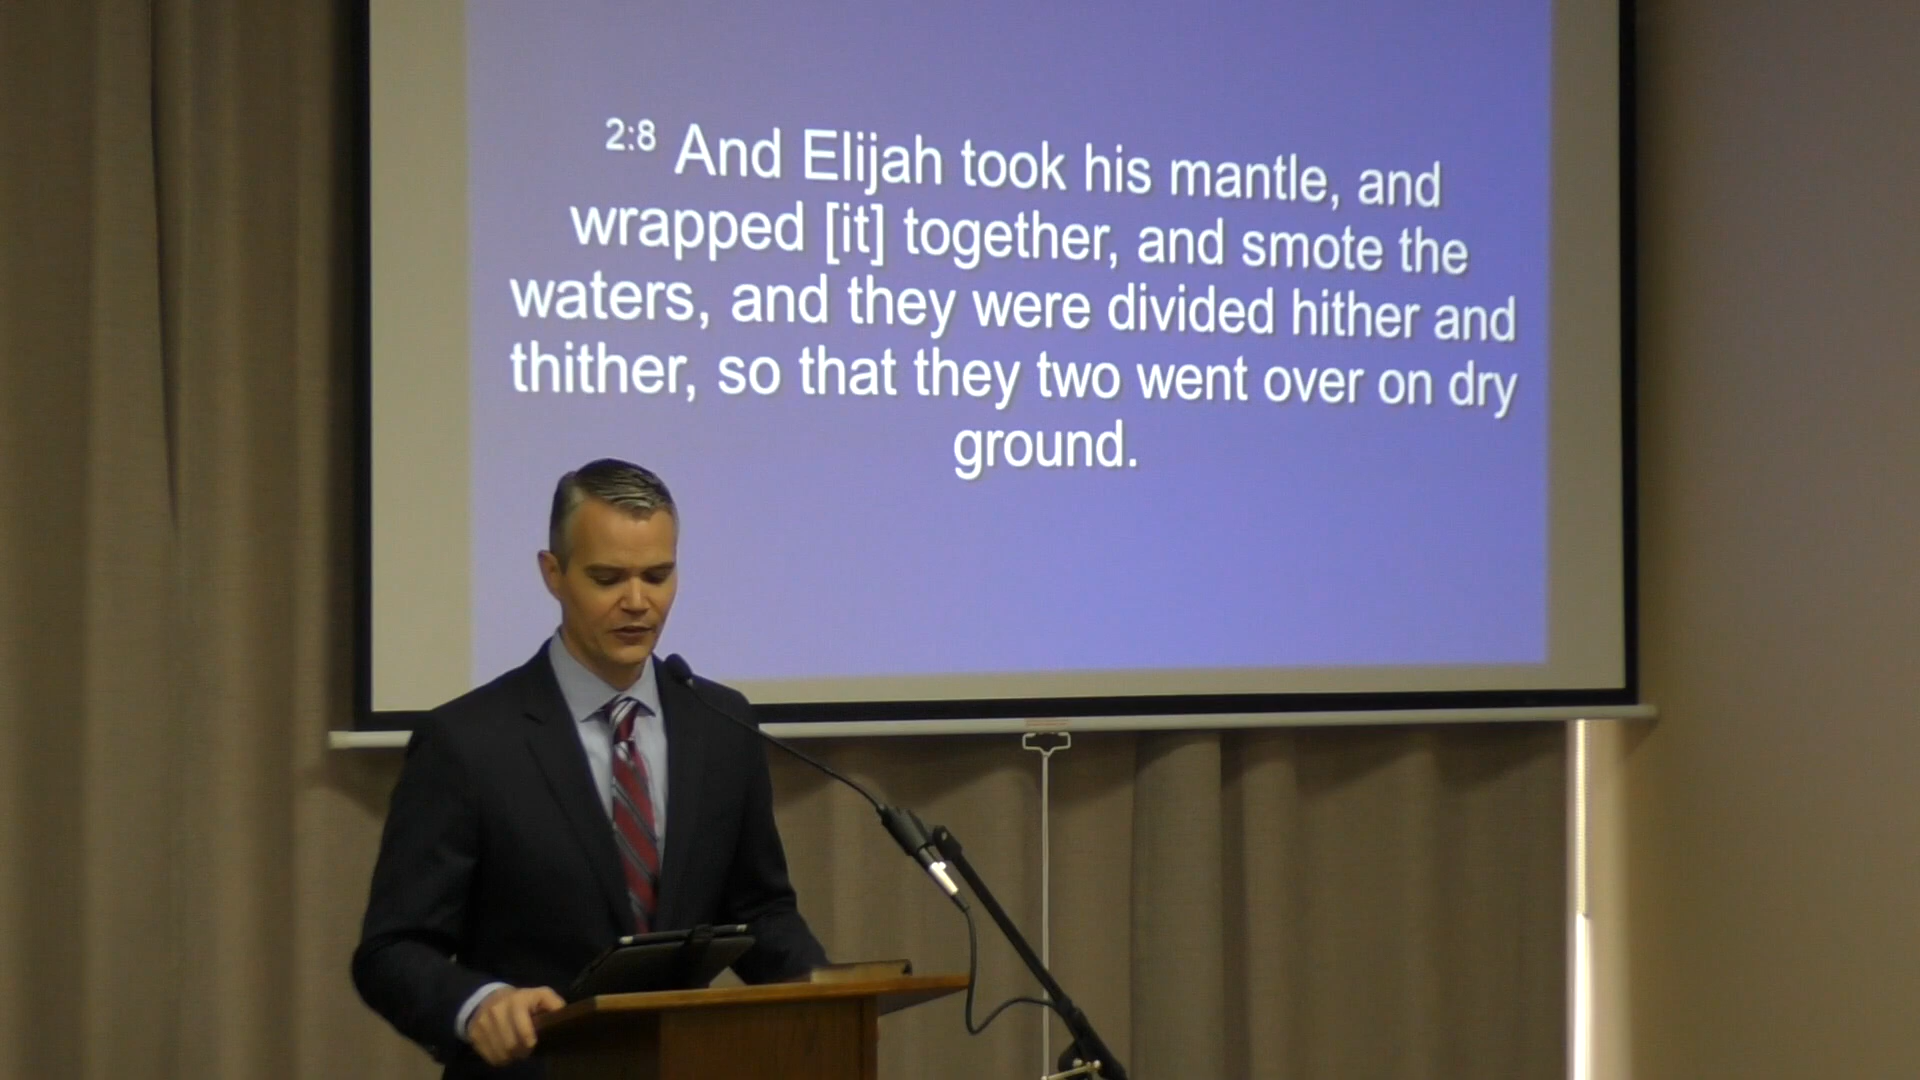 2:8 And Elijah took his mantle, and
wrapped [it] together, and smote the
waters, and they were divided hither and
thither, so that they two went over on dry
ground.